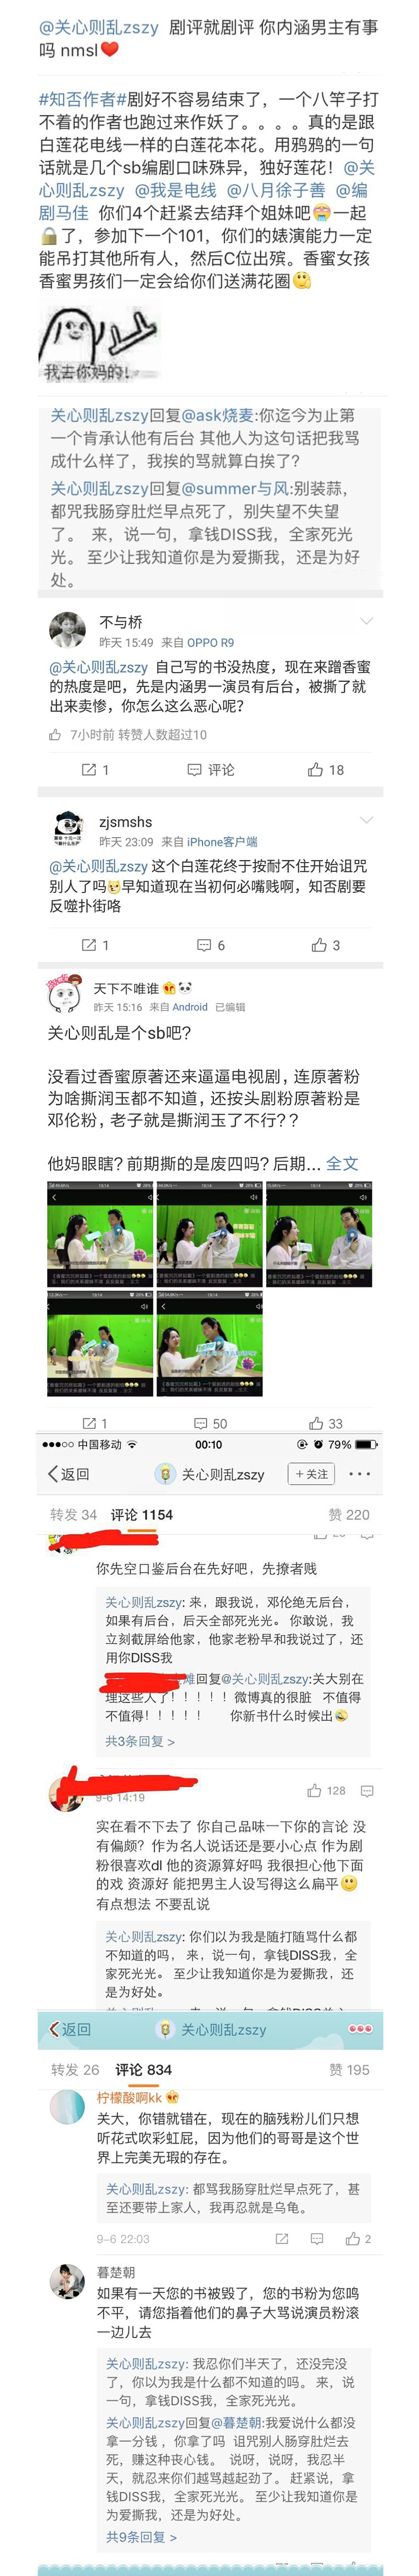 @关心则乱zszy  剧评就剧评 你内涵男主有事
吗 nmsl❤️
#知否作者#剧好不容易结束了，一个八竿子打
不着的作者也跑过来作妖了。。。。真的是跟
白莲花电线一样的白莲花本花。用鸦鸦的一句
话就是几个sb编剧口味殊异，独好莲花！@关
心则乱zszy @我是电线 @八月徐子善 @编
剧马佳 你们4个赶紧去结拜个姐妹吧😭一起
🔒了，参加下一个101，你们的婊演能力一定
能吊打其他所有人，然后C位出殡。香蜜女孩
香蜜男孩们一定会给你们送满花圈🤔
我去你妈的！
关心则乱zszy回复@ask烧麦:你迄今为止第
一个肯承认他有后台 其他人为这句话把我骂
成什么样了，我挨的骂就算白挨了？
关心则乱zszy回复@summer与风:别装蒜，
都咒我肠穿肚烂早点死了，别失望不失望
了。 来，说一句，拿钱DISS我，全家死光
光。 至少让我知道你是为爱撕我，还是为好
处。
不与桥
昨天 15:49 来自 OPPO R9
@关心则乱zszy 自己写的书没热度，现在来蹭香蜜
的热度是吧，先是内涵男一演员有后台，被撕了就
出来卖惨，你怎么这么恶心呢？
7小时前 转赞人数超过10
1 评论 18
zjsmshs
昨天 23:09 来自 iPhone客户端
@关心则乱zszy 这个白莲花终于按耐不住开始诅咒
别人了吗😼早知道现在当初何必嘴贱啊，知否剧要
反噬扑街咯
1 6 3
天下不唯谁
昨天 15:16 来自 Android 已编辑
关心则乱是个sb吧？
没看过香蜜原著还来逼逼电视剧，连原著粉
为啥撕润玉都不知道，还按头剧粉原著粉是
邓伦粉，老子就是撕润玉了不行？？
他妈眼瞎？前期撕的是废四吗？后期... 全文
1 50 33
中国移动 00:10 79%
返回 关心则乱zszy ＋关注 ···
转发 34 评论 1154 赞 220
你先空口鉴后台在先好吧，先撩者贱
关心则乱zszy: 来，跟我说，邓伦绝无后台，
如果有后台，后天全部死光光。 你敢说，我
立刻截屏给他家，他家老粉早和我说过了，还
用你DISS我
滩回复@关心则乱zszy:关大别在
理这些人了！！！！！微博真的很脏 不值得
不值得！！！！！ 你新书什么时候出🤣
共3条回复 >
9-6 14:19 128
实在看不下去了 你自己品味一下你的言论 没
有偏颇？作为名人说话还是要小心点 作为剧
粉很喜欢dl 他的资源算好吗 我很担心他下面
的戏 资源好 能把男主人设写得这么扁平🙂
有点想法 不要乱说
关心则乱zszy: 你们以为我是随打随骂什么都
不知道的吗， 来，说一句，拿钱DISS我，全
家死光光。 至少让我知道你是为爱撕我，还
是为好处。
返回 关心则乱zszy
转发 26 评论 834 赞 195
柠檬酸啊kk
关大，你错就错在，现在的脑残粉儿们只想
听花式吹彩虹屁，因为他们的哥哥是这个世
界上完美无瑕的存在。
关心则乱zszy: 都骂我肠穿肚烂早点死了，甚
至还要带上家人，我再忍就是乌龟。
9-6 22:03 2
暮楚朝
如果有一天您的书被毁了，您的书粉为您鸣
不平，请您指着他们的鼻子大骂说演员粉滚
一边儿去
关心则乱zszy: 我忍你们半天了，还没完没
了，你以为我是什么都不知道的吗。 来，说
一句，拿钱DISS我，全家死光光。
关心则乱zszy回复@暮楚朝:我爱说什么都没
拿一分钱 ，你拿了吗 诅咒别人肠穿肚烂去
死，赚这种丧心钱。 说呀，说呀，我忍半
天，就忍来你们越骂越起劲了。 赶紧说，拿
钱DISS我，全家死光光。 至少让我知道你是
为爱撕我，还是为好处。
共9条回复 >